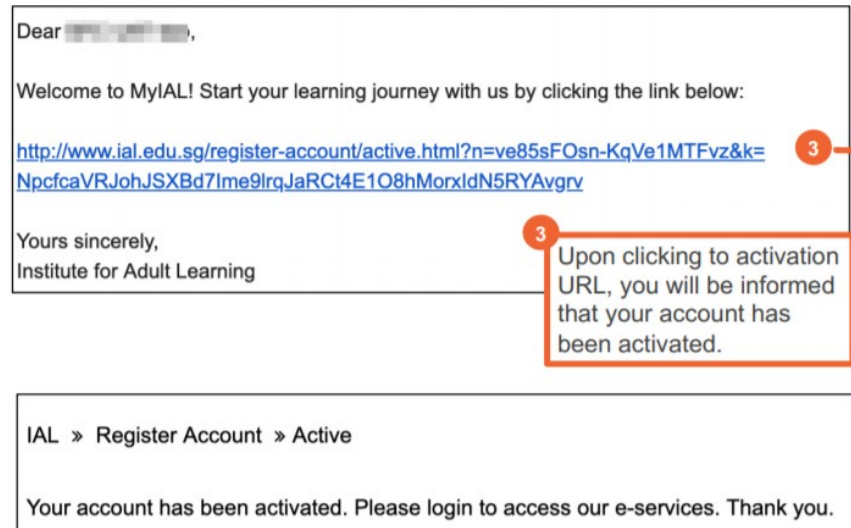 Dear ,
Welcome to MyIAL! Start your learning journey with us by clicking the link below:
http://www.ial.edu.sg/register-account/active.html?n=ve85sFOsn-KqVe1MTFvz&k=
NpcfcaVRJohJSXBd7Ime9lrqJaRCt4E1O8hMorxIdN5RYAvgrv
3
Yours sincerely,
Institute for Adult Learning
3
Upon clicking to activation
URL, you will be informed
that your account has
been activated.
IAL » Register Account » Active
Your account has been activated. Please login to access our e-services. Thank you.